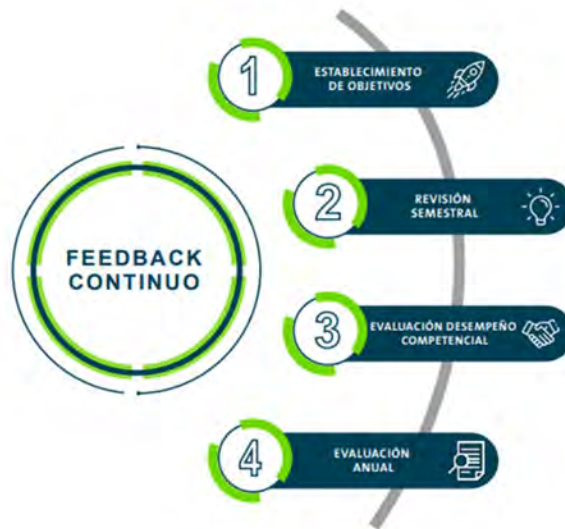 FEEDBACK
CONTINUO
1
ESTABLECIMIENTO
DE OBJETIVOS
2
REVISIÓN
SEMESTRAL
3
EVALUACIÓN DESEMPEÑO
COMPETENCIAL
4
EVALUACIÓN
ANUAL